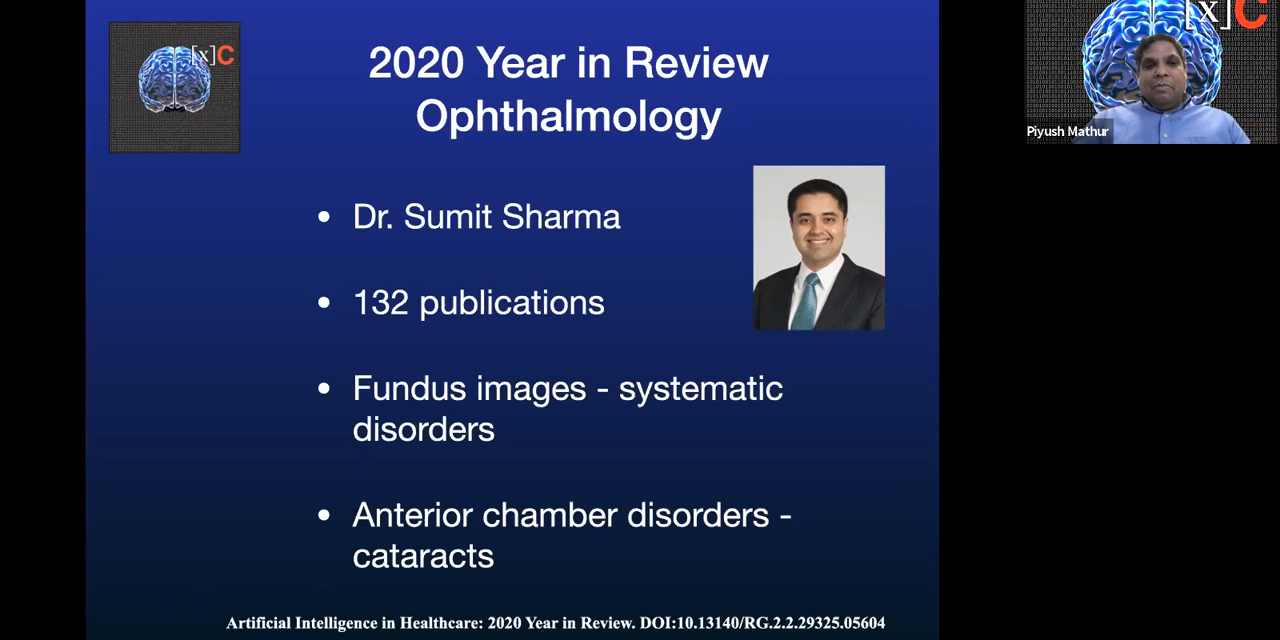 [x]C
2020 Year in Review
Ophthalmology
• Dr. Sumit Sharma
• 132 publications
• Fundus images - systematic
disorders
• Anterior chamber disorders -
cataracts
Artificial Intelligence in Healthcare: 2020 Year in Review. DOI:10.13140/RG.2.2.29325.05604
[x]C
Piyush Mathur